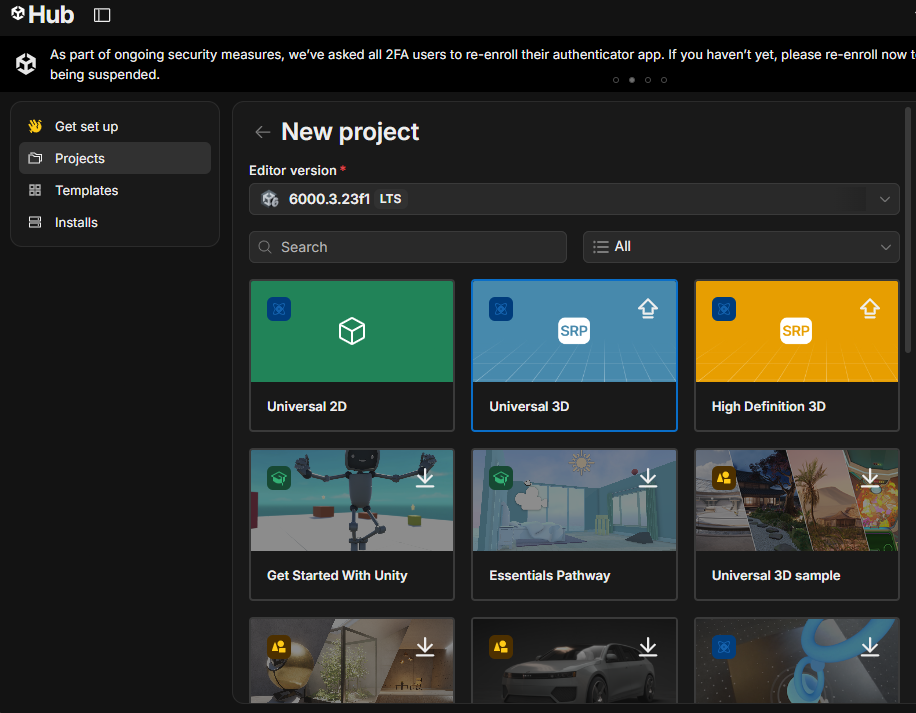 Hub
As part of ongoing security measures, we've asked all 2FA users to re-enroll their authenticator app. If you haven't yet, please re-enroll now
being suspended.
Get set up
Projects
Templates
Installs
New project
Editor version *
6000.3.23f1 LTS
Search
All
SRP
SRP
Universal 2D
Universal 3D
High Definition 3D
Get Started With Unity
Essentials Pathway
Universal 3D sample